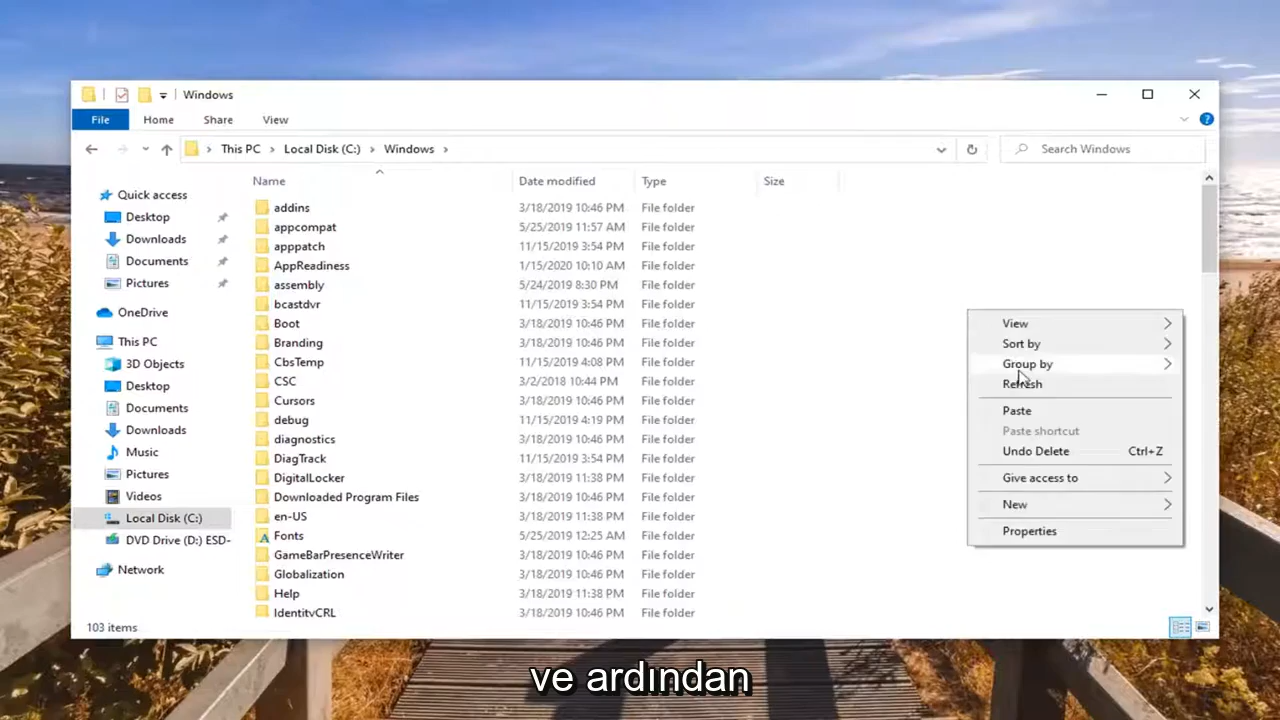 Windows
File Home Share View
This PC Local Disk (C:) Windows
Search Windows
Name Date modified Type Size
Quick access
Desktop
Downloads
Documents
Pictures
OneDrive
This PC
3D Objects
Desktop
Documents
Downloads
Music
Pictures
Videos
Local Disk (C:)
DVD Drive (D:) ESD-
Network
addins 3/18/2019 10:46 PM File folder
appcompat 5/25/2019 11:57 AM File folder
apppatch 11/15/2019 3:54 PM File folder
AppReadiness 1/15/2020 10:10 AM File folder
assembly 5/24/2019 8:30 PM File folder
bcastdvr 11/15/2019 3:54 PM File folder
Boot 3/18/2019 10:46 PM File folder
Branding 3/18/2019 10:46 PM File folder
CbsTemp 11/15/2019 4:08 PM File folder
CSC 3/2/2018 10:44 PM File folder
Cursors 3/18/2019 10:46 PM File folder
debug 11/15/2019 4:19 PM File folder
diagnostics 3/18/2019 10:46 PM File folder
DiagTrack 11/15/2019 3:54 PM File folder
DigitalLocker 3/18/2019 11:38 PM File folder
Downloaded Program Files 3/18/2019 10:46 PM File folder
en-US 3/18/2019 11:38 PM File folder
Fonts 5/25/2019 12:25 AM File folder
GameBarPresenceWriter 3/18/2019 10:46 PM File folder
Globalization 3/18/2019 10:46 PM File folder
Help 3/18/2019 11:38 PM File folder
IdentityCRL 3/18/2019 10:46 PM File folder
View
Sort by
Group by
Refresh
Paste
Paste shortcut
Undo Delete Ctrl+Z
Give access to
New
Properties
103 items
ve ardından